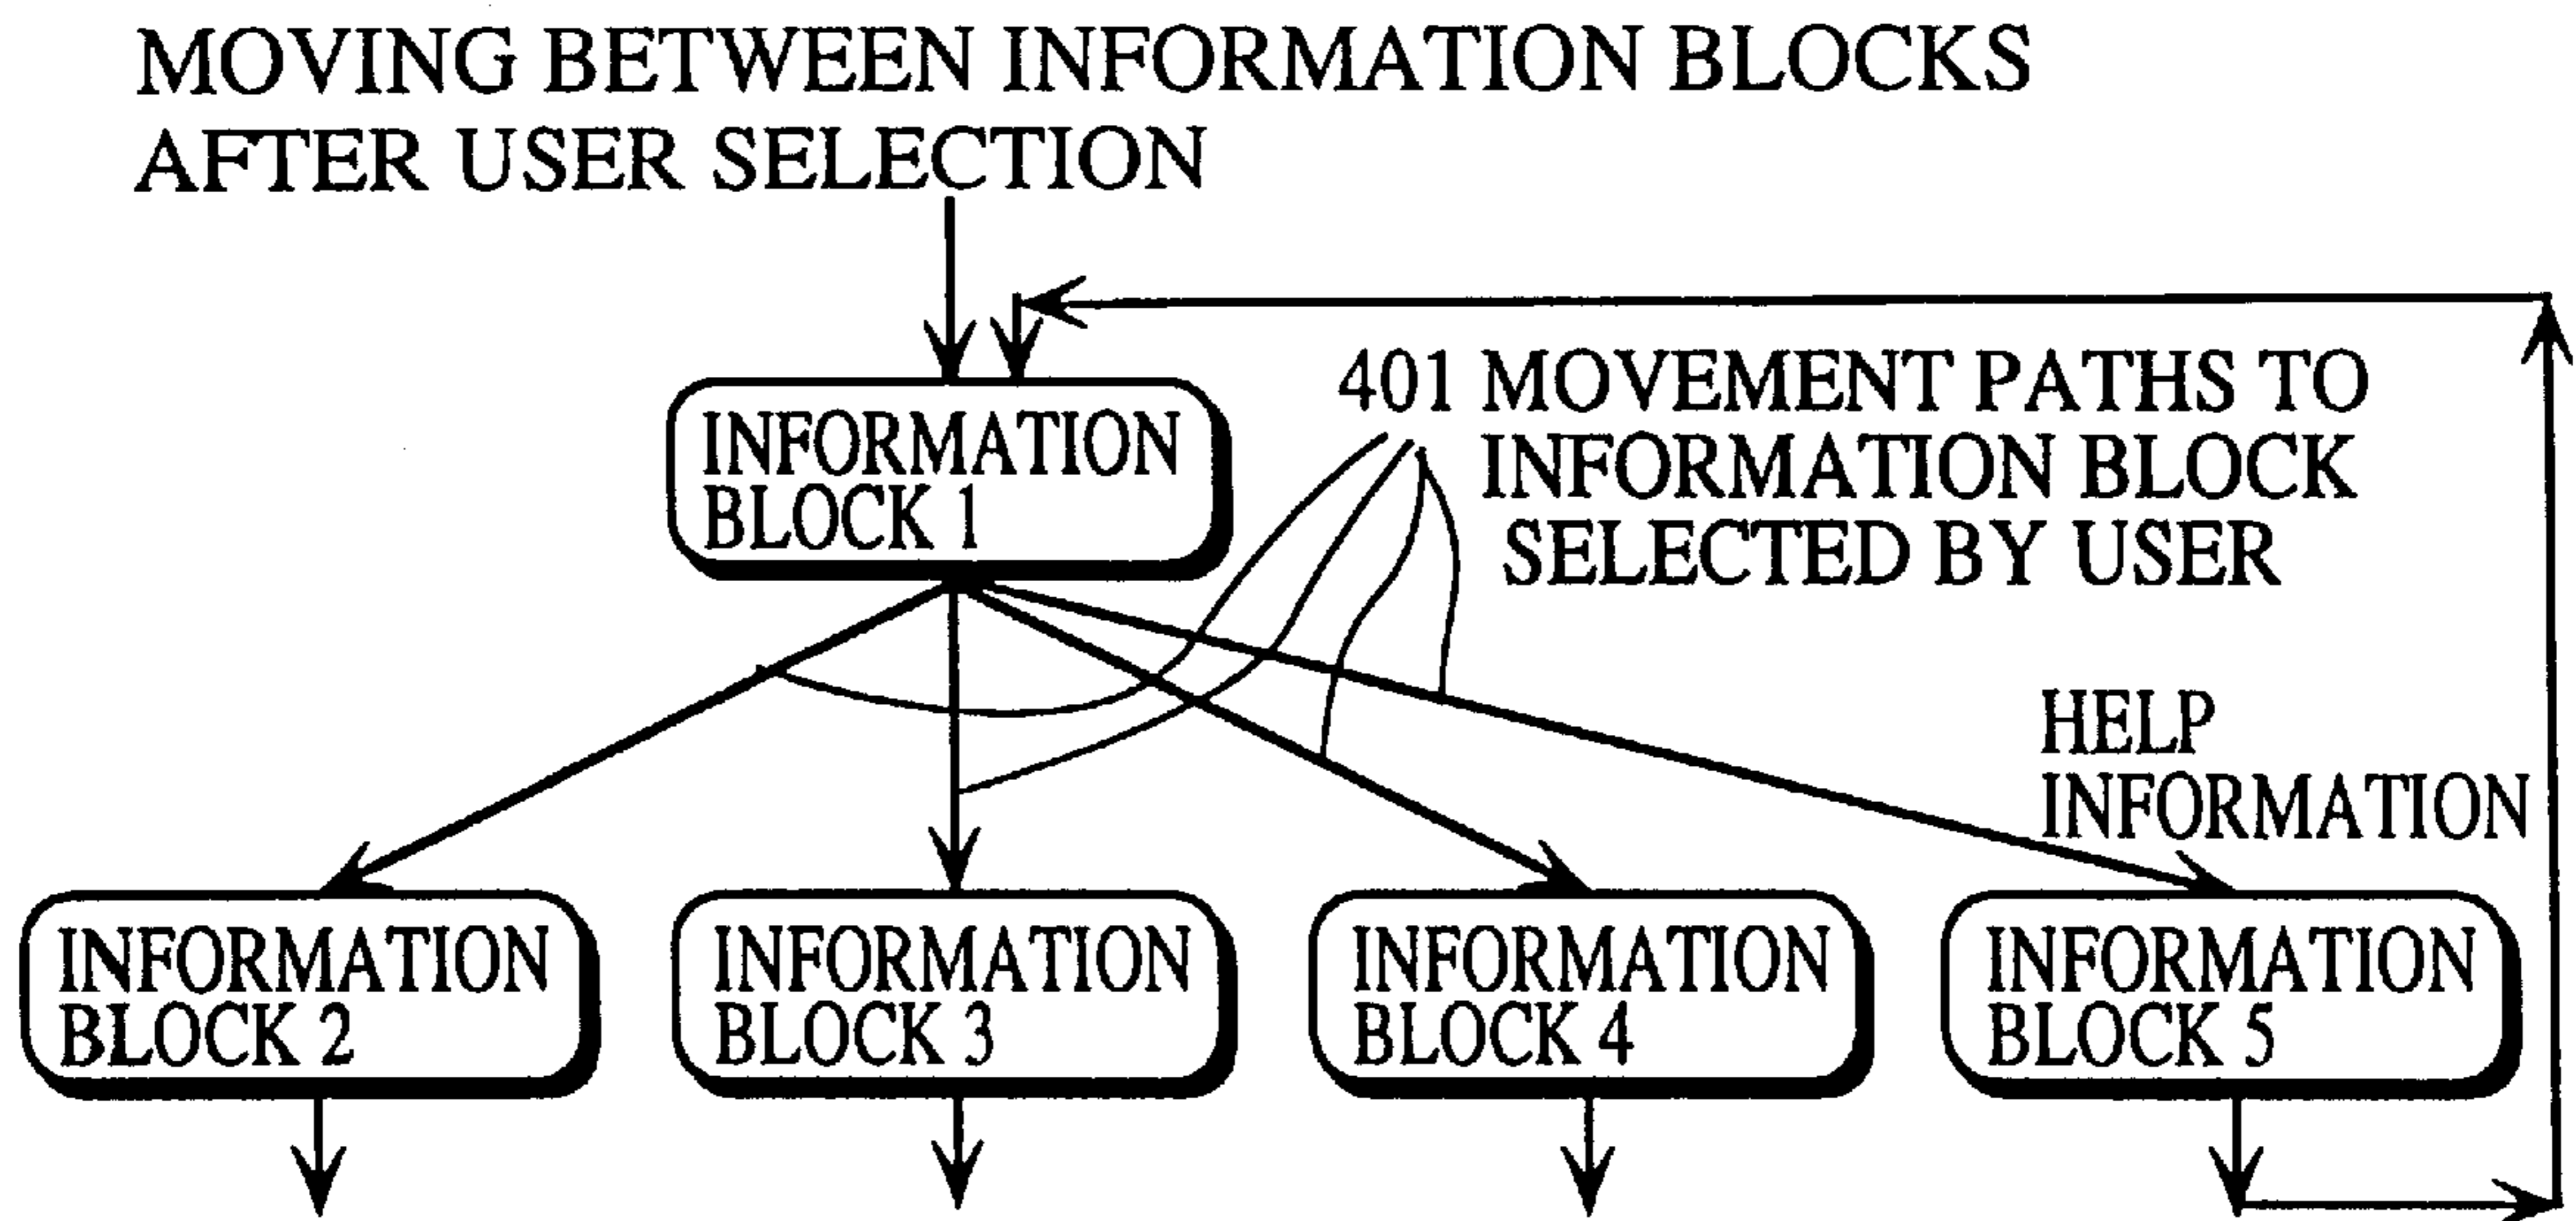 MOVING BETWEEN INFORMATION BLOCKS
AFTER USER SELECTION
INFORMATION
BLOCK 1
401 MOVEMENT PATHS TO
INFORMATION BLOCK
SELECTED BY USER
HELP
INFORMATION
INFORMATION
BLOCK 2
INFORMATION
BLOCK 3
INFORMATION
BLOCK 4
INFORMATION
BLOCK 5